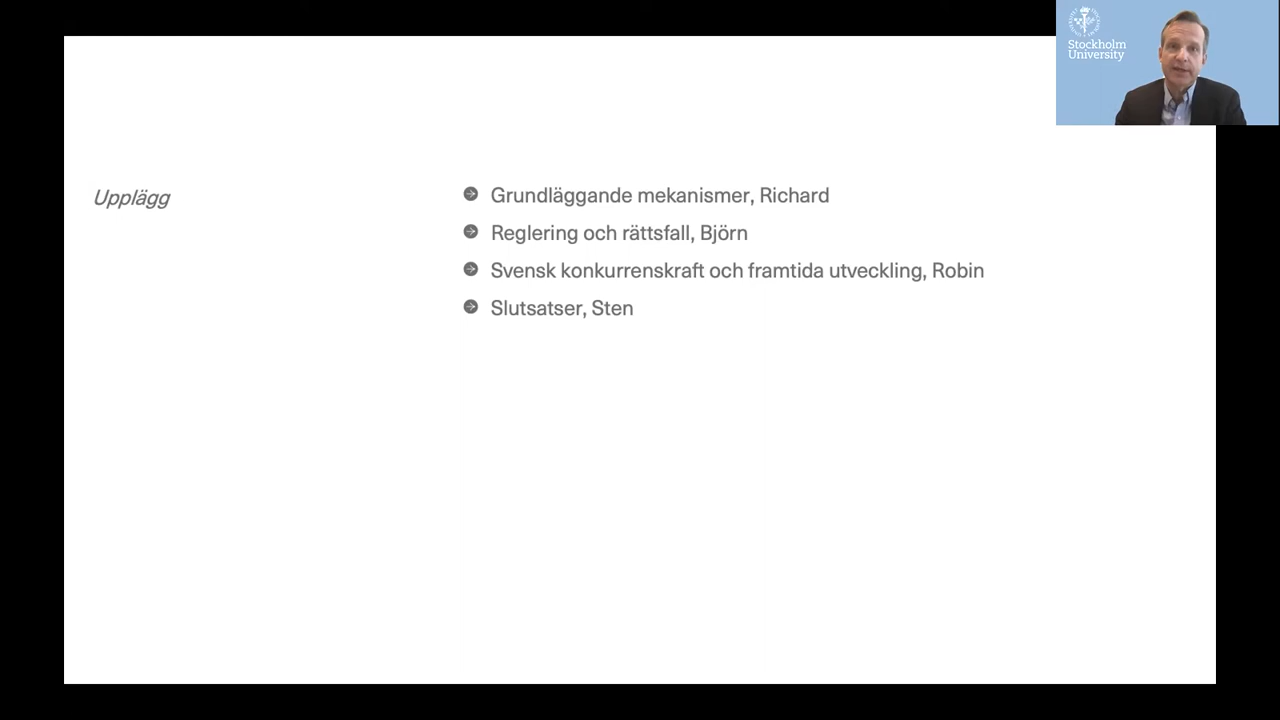 Stockholm
University
Upplägg
Grundläggande mekanismer, Richard
Reglering och rättsfall, Björn
Svensk konkurrenskraft och framtida utveckling, Robin
Slutsatser, Sten